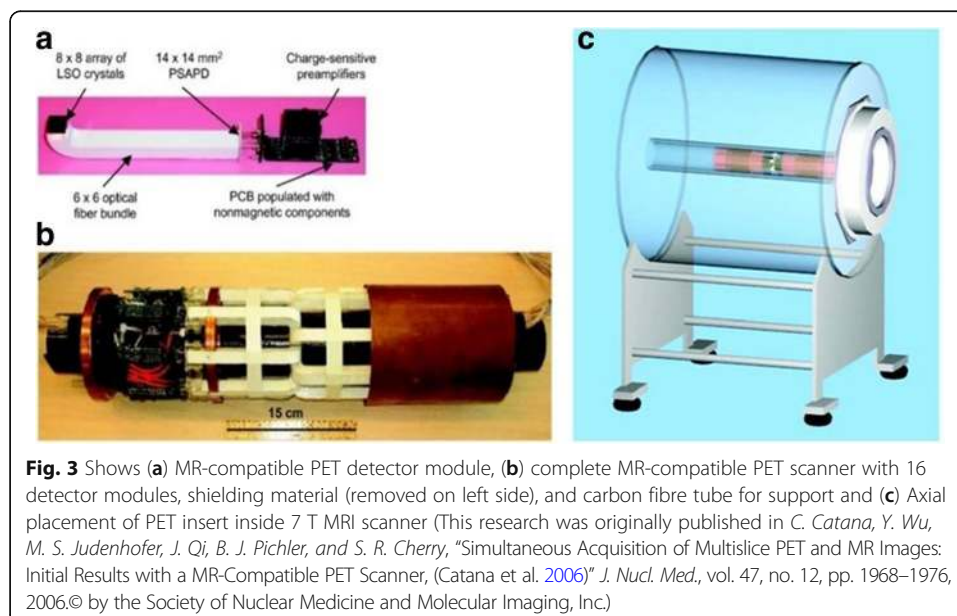 a
8 x 8 array of
LSO crystals
14 x 14 mm²
PSAPD
Charge-sensitive
preamplifiers
6 x 6 optical
fiber bundle
PCB populated with
nonmagnetic components
b
15 cm
c
Fig. 3 Shows (a) MR-compatible PET detector module, (b) complete MR-compatible PET scanner with 16
detector modules, shielding material (removed on left side), and carbon fibre tube for support and (c) Axial
placement of PET insert inside 7 T MRI scanner (This research was originally published in C. Catana, Y. Wu,
M. S. Judenhofer, J. Qi, B. J. Pichler, and S. R. Cherry, “Simultaneous Acquisition of Multislice PET and MR Images:
Initial Results with a MR-Compatible PET Scanner, (Catana et al. 2006)” J. Nucl. Med., vol. 47, no. 12, pp. 1968–1976,
2006.© by the Society of Nuclear Medicine and Molecular Imaging, Inc.)